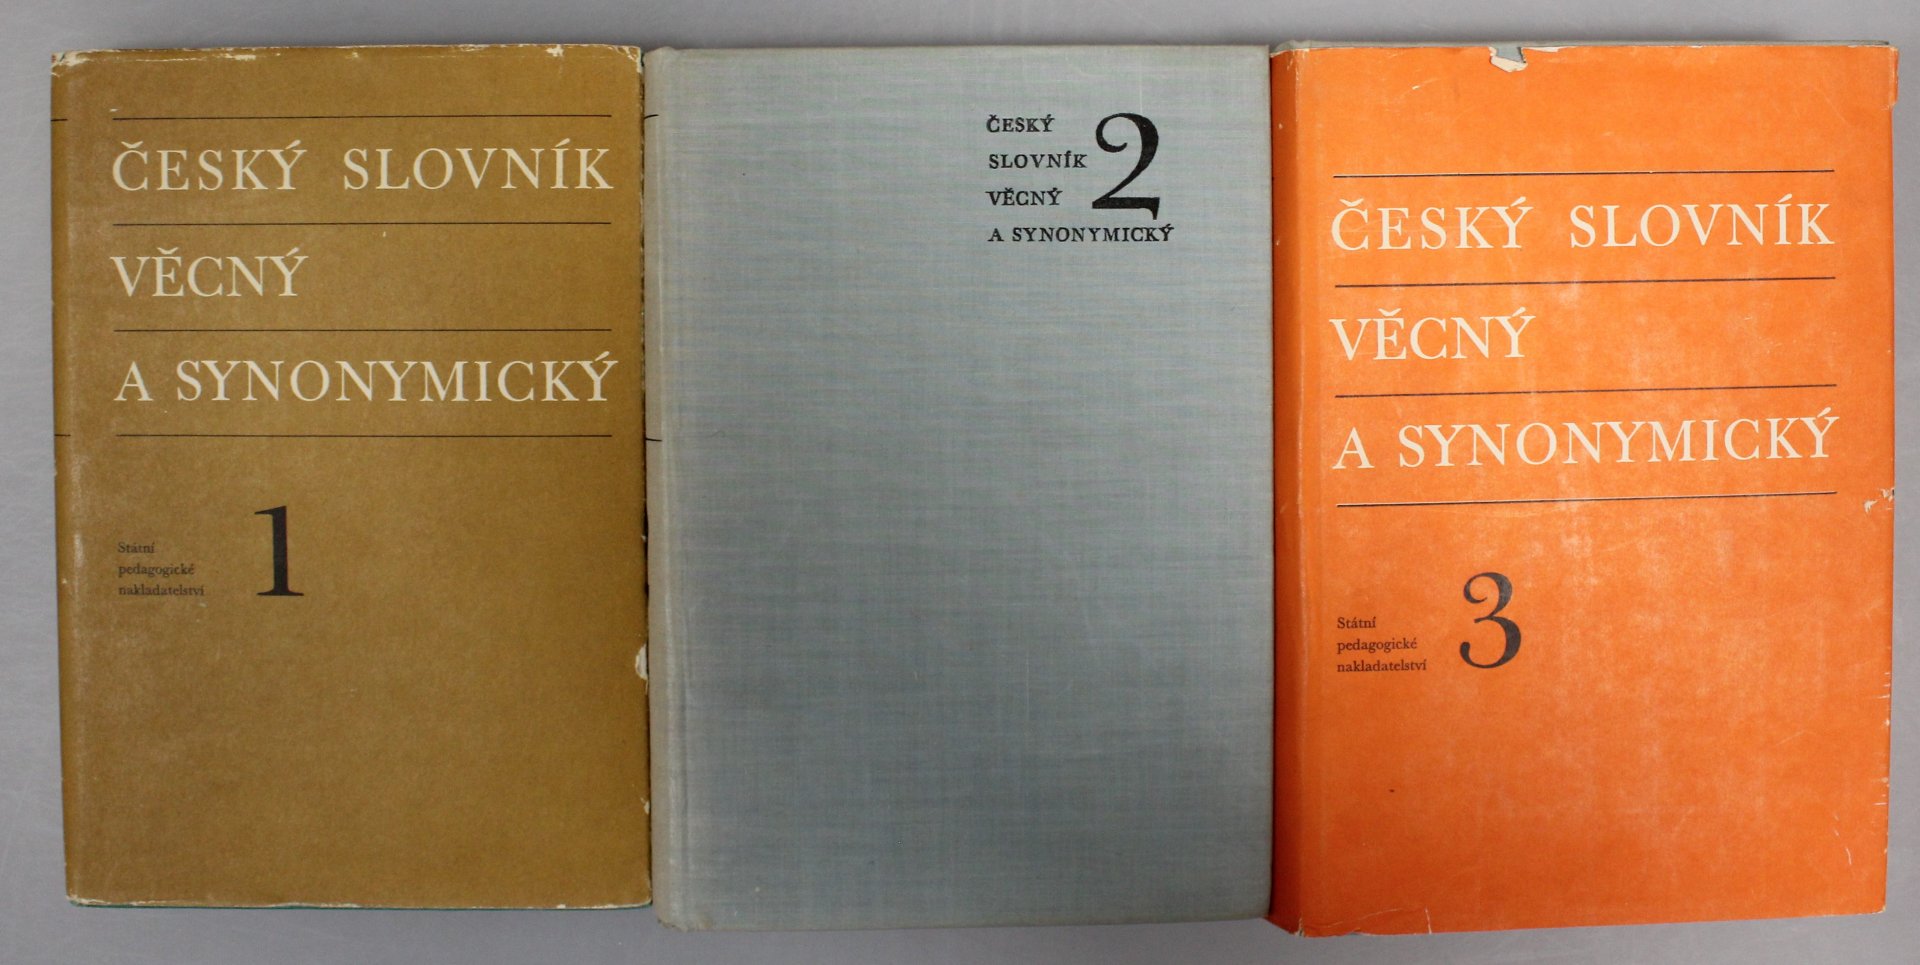 ČESKÝ SLOVNÍK
VĚCNÝ
A SYNONYMICKÝ
1
Státní
pedagogické
nakladatelství
ČESKÝ
SLOVNÍK
VĚCNÝ
A SYNONYMICKÝ
2
ČESKÝ SLOVNÍK
VĚCNÝ
A SYNONYMICKÝ
3
Státní
pedagogické
nakladatelství